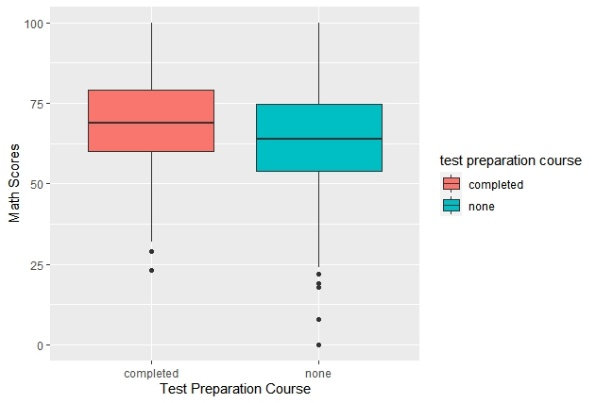 100
75
50
25
0
Math Scores
completed
none
Test Preparation Course
test preparation course
completed
none